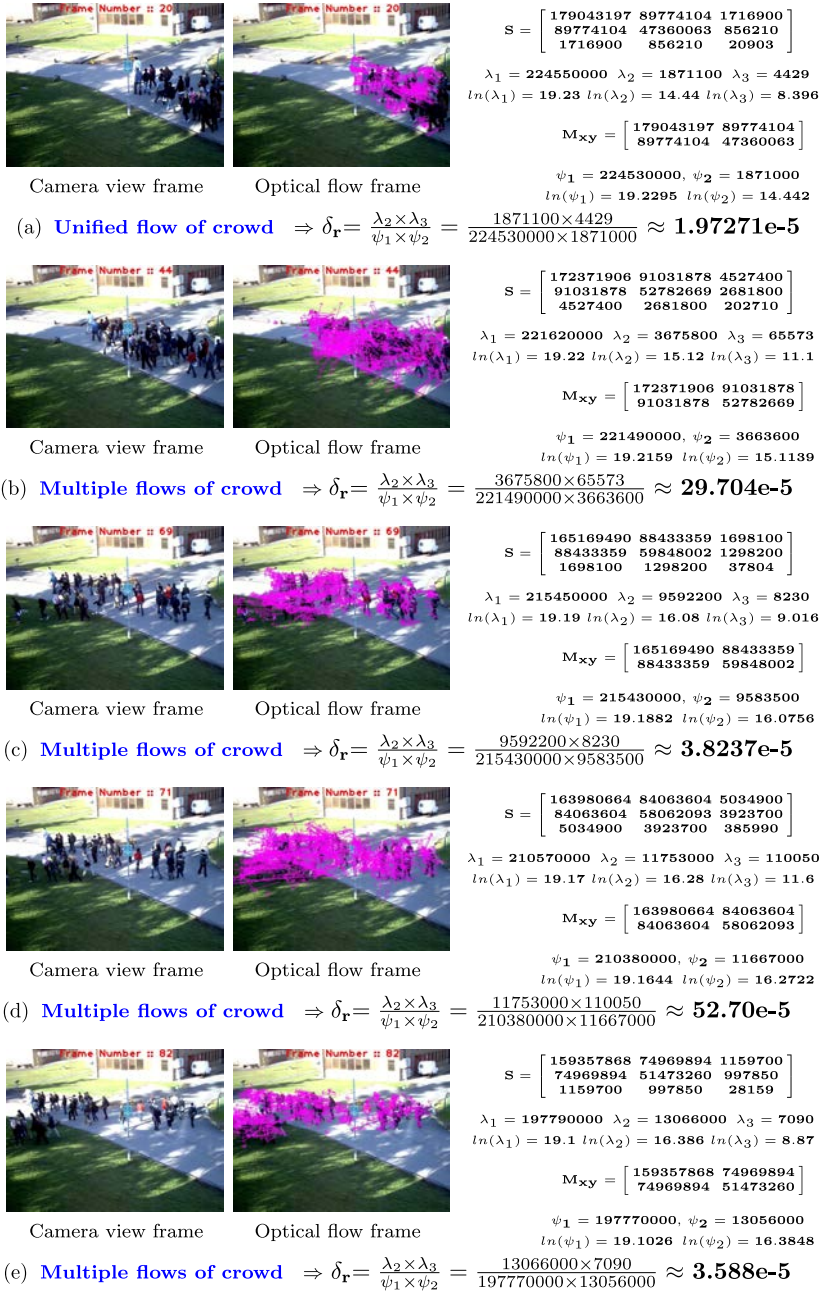 Frame Number :: 20
Frame Number :: 20
S = [ 179043197 89774104 1716900
89774104 47360063 856210
1716900 856210 20903 ]
λ1 = 224550000 λ2 = 1871100 λ3 = 4429
ln(λ1) = 19.23 ln(λ2) = 14.44 ln(λ3) = 8.396
Mxy = [ 179043197 89774104
89774104 47360063 ]
ψ1 = 224530000, ψ2 = 1871000
ln(ψ1) = 19.2295 ln(ψ2) = 14.442
Camera view frame
Optical flow frame
(a) Unified flow of crowd ⇒ δr = λ2×λ3 / ψ1×ψ2 = 1871100×4429 / 224530000×1871000 ≈ 1.97271e-5
Frame Number :: 44
Frame Number :: 44
S = [ 172371906 91031878 4527400
91031878 52782669 2681800
4527400 2681800 202710 ]
λ1 = 221620000 λ2 = 3675800 λ3 = 65573
ln(λ1) = 19.22 ln(λ2) = 15.12 ln(λ3) = 11.1
Mxy = [ 172371906 91031878
91031878 52782669 ]
ψ1 = 221490000, ψ2 = 3663600
ln(ψ1) = 19.2159 ln(ψ2) = 15.1139
Camera view frame
Optical flow frame
(b) Multiple flows of crowd ⇒ δr = λ2×λ3 / ψ1×ψ2 = 3675800×65573 / 221490000×3663600 ≈ 29.704e-5
Frame Number :: 69
Frame Number :: 69
S = [ 165169490 88433359 1698100
88433359 59848002 1298200
1698100 1298200 37804 ]
λ1 = 215450000 λ2 = 9592200 λ3 = 8230
ln(λ1) = 19.19 ln(λ2) = 16.08 ln(λ3) = 9.016
Mxy = [ 165169490 88433359
88433359 59848002 ]
ψ1 = 215430000, ψ2 = 9583500
ln(ψ1) = 19.1882 ln(ψ2) = 16.0756
Camera view frame
Optical flow frame
(c) Multiple flows of crowd ⇒ δr = λ2×λ3 / ψ1×ψ2 = 9592200×8230 / 215430000×9583500 ≈ 3.8237e-5
Frame Number :: 71
Frame Number :: 71
S = [ 163980664 84063604 5034900
84063604 58062093 3923700
5034900 3923700 385990 ]
λ1 = 210570000 λ2 = 11753000 λ3 = 110050
ln(λ1) = 19.17 ln(λ2) = 16.28 ln(λ3) = 11.6
Mxy = [ 163980664 84063604
84063604 58062093 ]
ψ1 = 210380000, ψ2 = 11667000
ln(ψ1) = 19.1644 ln(ψ2) = 16.2722
Camera view frame
Optical flow frame
(d) Multiple flows of crowd ⇒ δr = λ2×λ3 / ψ1×ψ2 = 11753000×110050 / 210380000×11667000 ≈ 52.70e-5
Frame Number :: 82
Frame Number :: 82
S = [ 159357868 74969894 1159700
74969894 51473260 997850
1159700 997850 28159 ]
λ1 = 197790000 λ2 = 13066000 λ3 = 7090
ln(λ1) = 19.1 ln(λ2) = 16.386 ln(λ3) = 8.87
Mxy = [ 159357868 74969894
74969894 51473260 ]
ψ1 = 197770000, ψ2 = 13056000
ln(ψ1) = 19.1026 ln(ψ2) = 16.3848
Camera view frame
Optical flow frame
(e) Multiple flows of crowd ⇒ δr = λ2×λ3 / ψ1×ψ2 = 13066000×7090 / 197770000×13056000 ≈ 3.588e-5